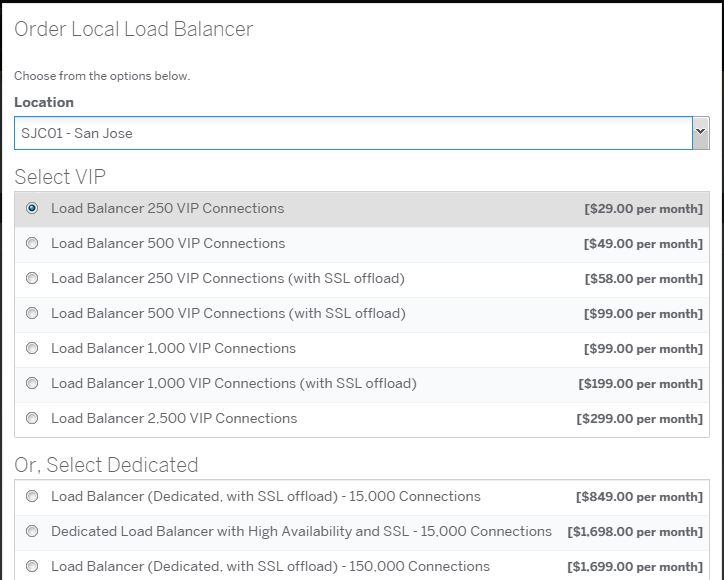 Order Local Load Balancer
Choose from the options below.
Location
SJC01 - San Jose
Select VIP
Load Balancer 250 VIP Connections [$29.00 per month]
Load Balancer 500 VIP Connections [$49.00 per month]
Load Balancer 250 VIP Connections (with SSL offload) [$58.00 per month]
Load Balancer 500 VIP Connections (with SSL offload) [$99.00 per month]
Load Balancer 1,000 VIP Connections [$99.00 per month]
Load Balancer 1,000 VIP Connections (with SSL offload) [$199.00 per month]
Load Balancer 2,500 VIP Connections [$299.00 per month]
Or, Select Dedicated
Load Balancer (Dedicated, with SSL offload) - 15,000 Connections [$849.00 per month]
Dedicated Load Balancer with High Availability and SSL - 15,000 Connections [$1,698.00 per month]
Load Balancer (Dedicated, with SSL offload) - 150,000 Connections [$1,699.00 per month]